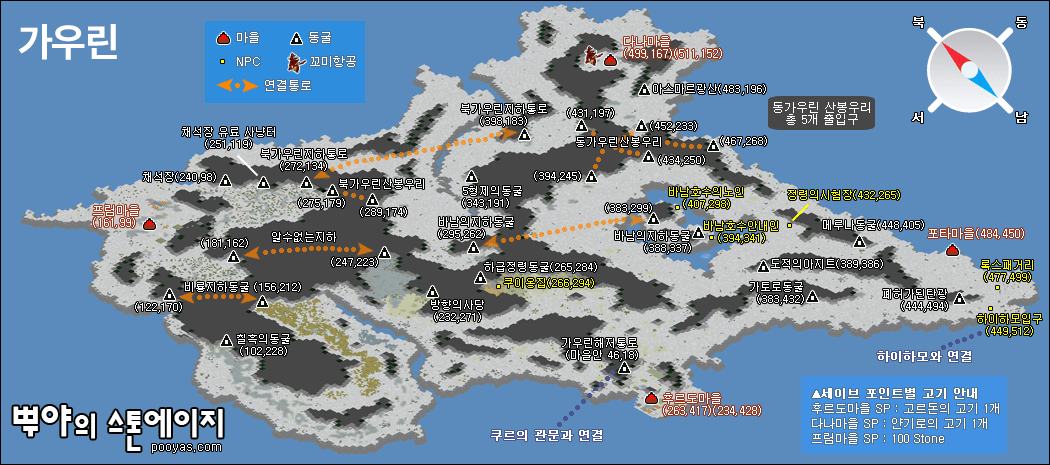 가우린
마을
동굴
NPC
꼬미항공
연결통로
북
동
서
남
다나마을
(499,167)(511,152)
마스마르광산(483,196)
동가우린 산봉우리
총 5개 출입구
북가우린지하통로
(398,183)
(431,197)
(452,233)
(467,268)
동가우린산봉우리
(434,250)
(394,245)
채석장 유료 사냥터
(251,119)
북가우린지하통로
(272,134)
채석장(240,98)
북가우린산봉우리
(275,179)
(289,174)
5형제의동굴
(343,191)
바남호수의노인
(407,298)
정령의시험장(432,265)
프림마을
(161,99)
바남의지하동굴
(295,262)
(383,299)
바남호수안내인
(394,341)
바남의지하동굴
(388,337)
메루나동굴(448,405)
포타마을(484,450)
알수없는지하
(181,162)
(247,223)
하급정령동굴(265,284)
쿠이응집(266,294)
도적의아지트(389,386)
록스패거리
(477,499)
비룡지하동굴(156,212)
(122,170)
방향의사당
(232,271)
가토로동굴
(383,432)
폐허가린탄광
(444,494)
하이하모입구
(449,512)
칠흑의동굴
(102,228)
가우린해저통로
(마을안 46,18)
하이하모와 연결
후르도마을
(263,417)(234,428)
쿠르의 관문과 연결
▲세이브 포인트별 고기 안내
후르도마을 SP : 고르돈의 고기 1개
다나마을 SP : 얀기로의 고기 1개
프림마을 SP : 100 Stone
뿌야의 스톤에이지
pooyas,com